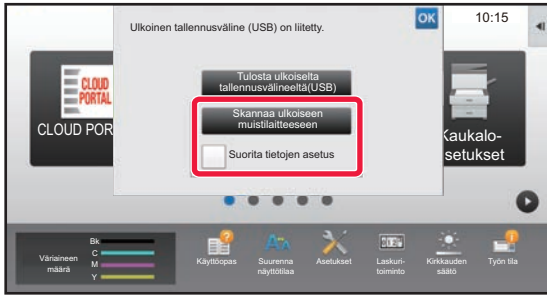 Ulkoinen tallennusväline (USB) on liitetty.
OK
10:15
Tulosta ulkoiselta
tallennusvälineeltä(USB)
Skannaa ulkoiseen
muistilaitteeseen
Suorita tietojen asetus
CLOUD
PORTAL
CLOUD POR
Kaukalo-
setukset
Väriaineen
määrä
Bk
C
M
Y
Käyttöopas
Suurenna
näyttötilaa
Asetukset
Laskuri-
toiminto
Kirkkauden
säätö
Työn tila